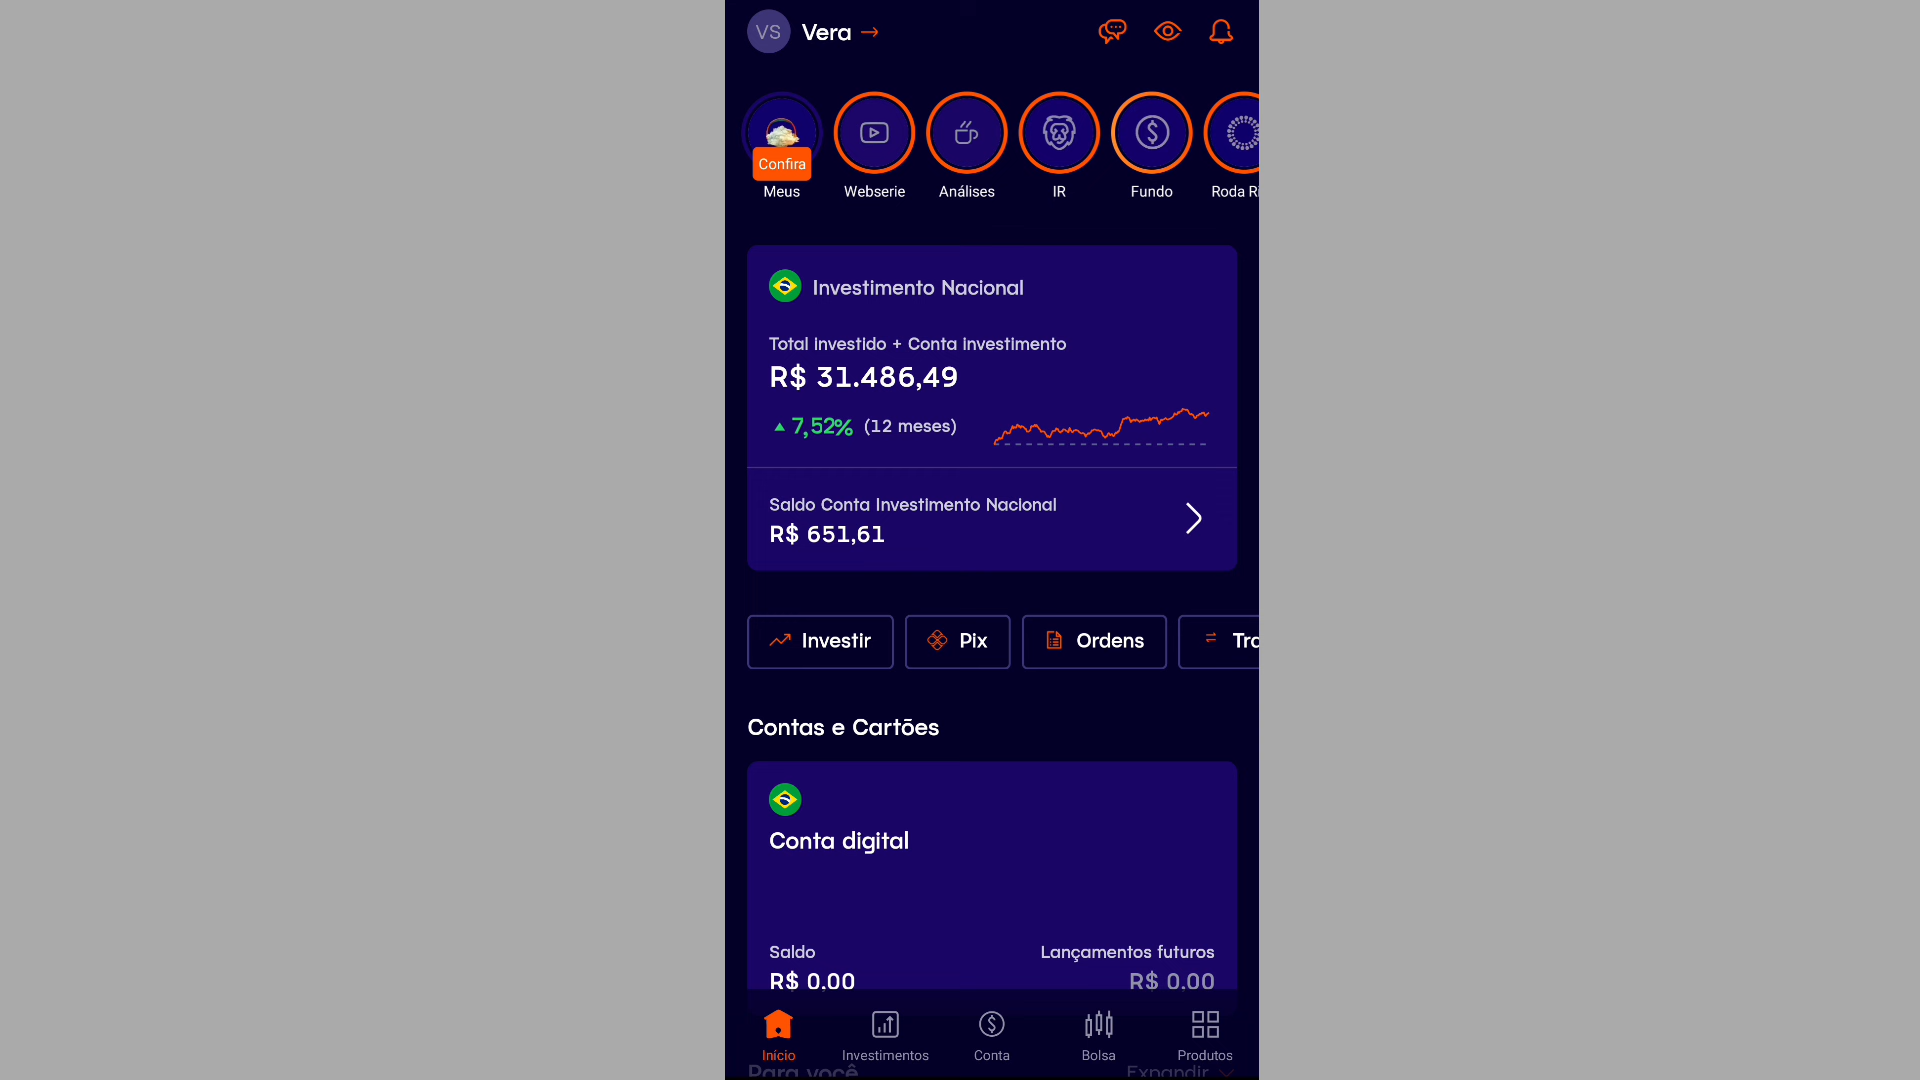 VS Vera
Confira
Meus Webserie Análises IR Fundo Roda Ri
Investimento Nacional
Total investido + Conta investimento
R$ 31.486,49
7,52% (12 meses)
Saldo Conta Investimento Nacional
R$ 651,61
Investir Pix Ordens Tra
Contas e Cartões
Conta digital
Saldo Lançamentos futuros
R$ 0,00 R$ 0,00
Início Investimentos Conta Bolsa Produtos
Para você Expandir